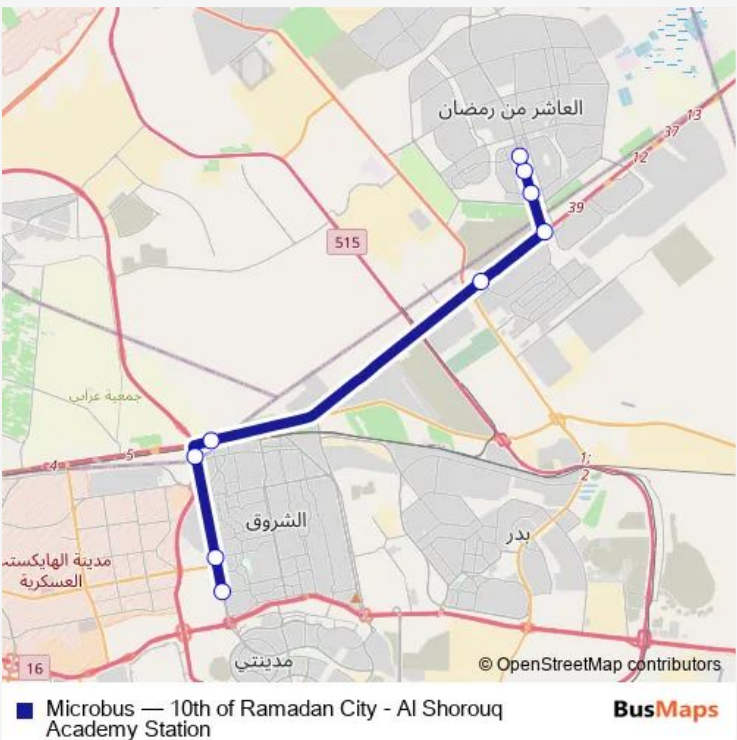 العاشر من رمضان
13
37
12
39
515
جمعية عرابي
5
4
1;
2
الشروق
بدر
مدينة الهايكستب
العسكرية
مدينتي
16
© OpenStreetMap contributors
Microbus — 10th of Ramadan City - Al Shorouq
Academy Station
BusMaps